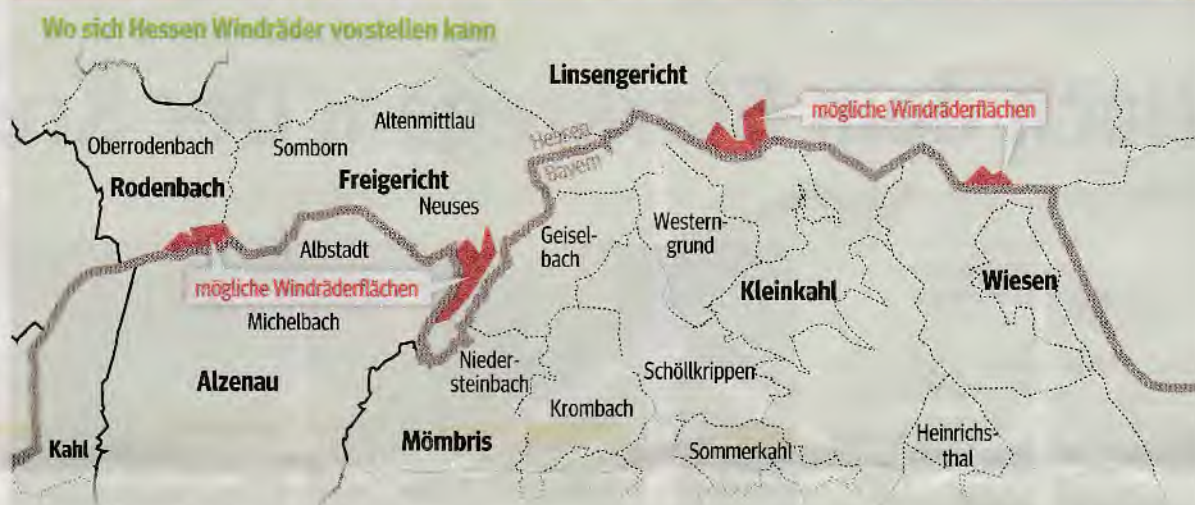 Wo sich Hessen Windräder vorstellen kann
Linsengericht
mögliche Windräderflächen
Altenmittlau
Oberrodenbach
Somborn
Hessen
Bayern
Rodenbach
Freigericht
Neuses
Western-
grund
Albstadt
Geisel-
bach
mögliche Windräderflächen
Kleinkahl
Wiesen
Michelbach
Alzenau
Nieder-
steinbach
Schöllkrippen
Krombach
Kahl
Mömbris
Sommerkahl
Heinrichs-
thal